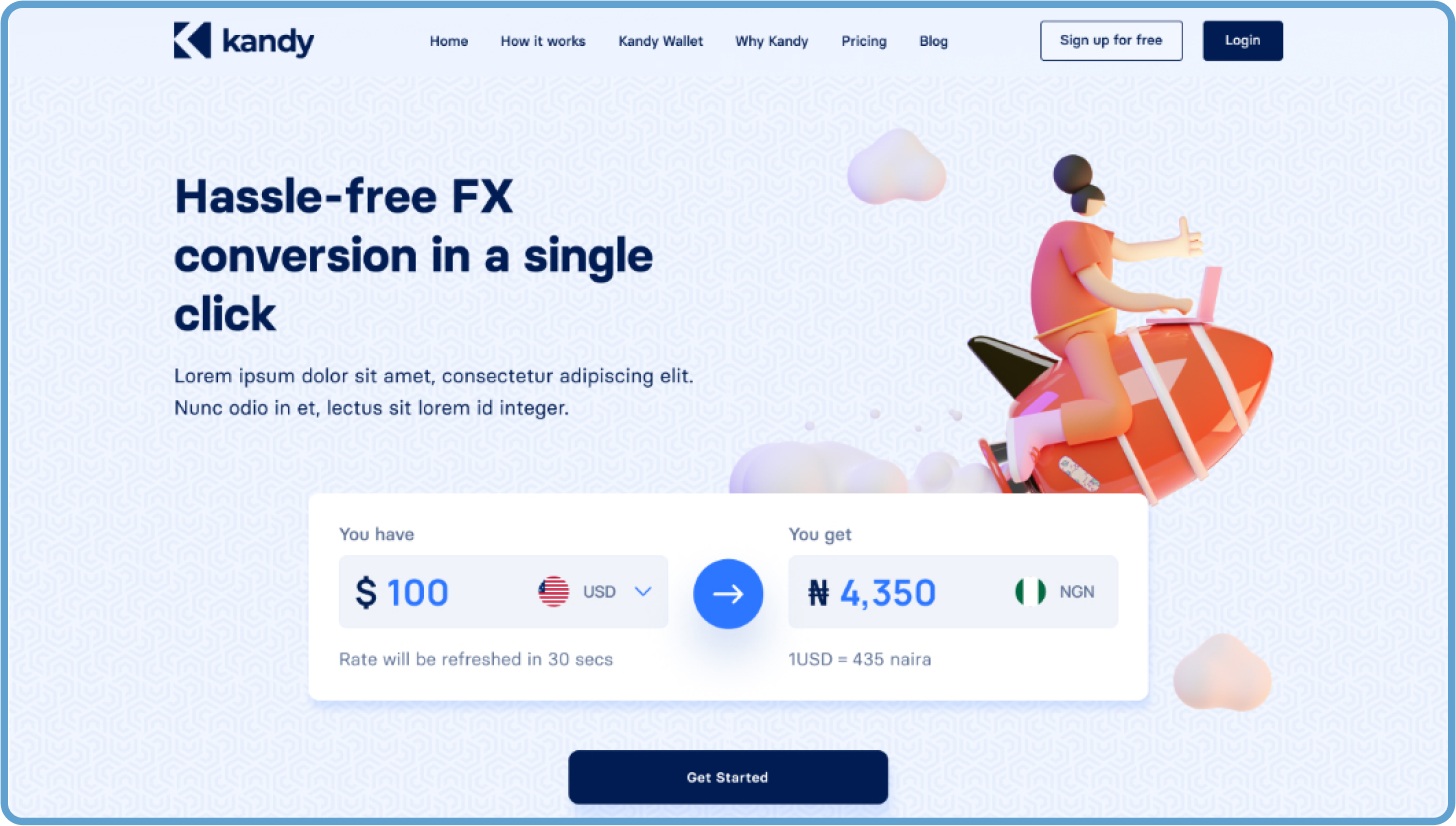 kandy
Home
How it works
Kandy Wallet
Why Kandy
Pricing
Blog
Sign up for free
Login
Hassle-free FX
conversion in a single
click
Lorem ipsum dolor sit amet, consectetur adipiscing elit.
Nunc odio in et, lectus sit lorem id integer.
You have
$ 100
USD
Rate will be refreshed in 30 secs
You get
₦ 4,350
NGN
1USD = 435 naira
Get Started